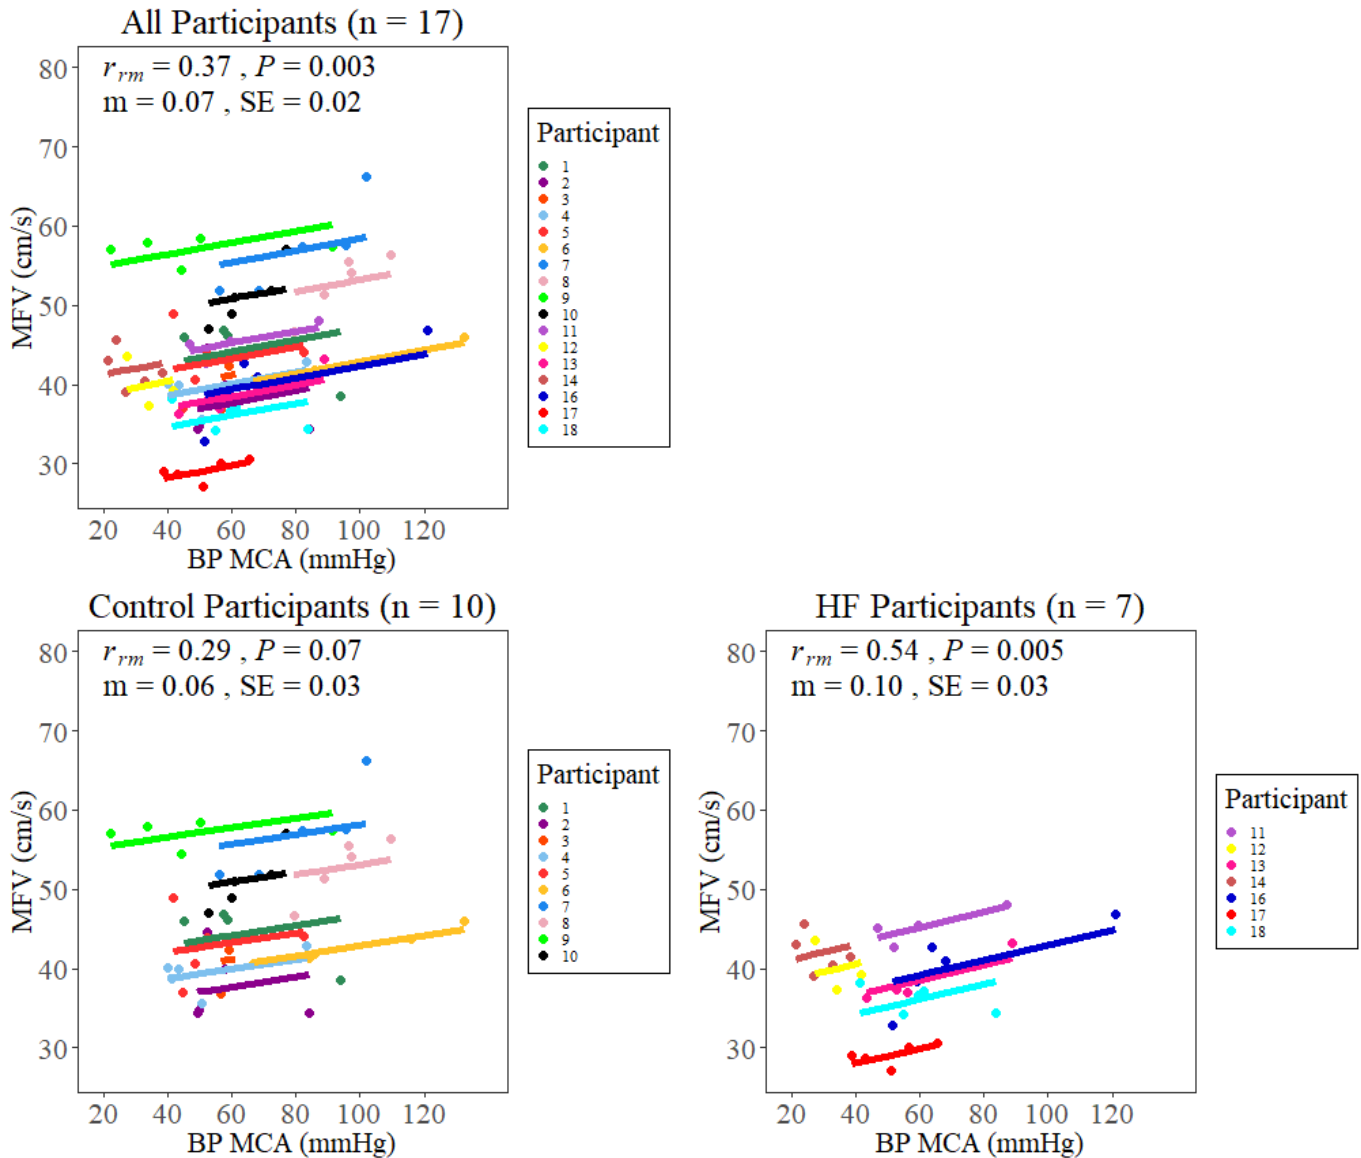 All Participants (n = 17)
r_rm = 0.37 , P = 0.003
m = 0.07 , SE = 0.02
80
70
60
50
40
30
MFV (cm/s)
20 40 60 80 100 120
BP MCA (mmHg)
Participant
1
2
3
4
5
6
7
8
9
10
11
12
13
14
16
17
18
Control Participants (n = 10)
r_rm = 0.29 , P = 0.07
m = 0.06 , SE = 0.03
80
70
60
50
40
30
MFV (cm/s)
20 40 60 80 100 120
BP MCA (mmHg)
Participant
1
2
3
4
5
6
7
8
9
10
HF Participants (n = 7)
r_rm = 0.54 , P = 0.005
m = 0.10 , SE = 0.03
80
70
60
50
40
30
MFV (cm/s)
20 40 60 80 100 120
BP MCA (mmHg)
Participant
11
12
13
14
16
17
18